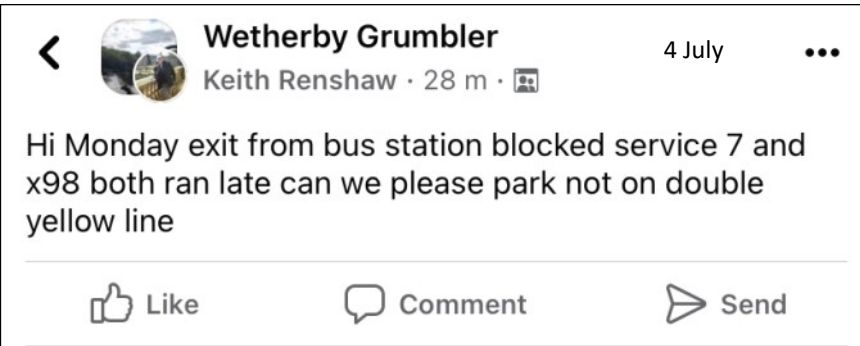 Wetherby Grumbler
4 July
Keith Renshaw · 28 m ·
Hi Monday exit from bus station blocked service 7 and
x98 both ran late can we please park not on double
yellow line
Like
Comment
Send